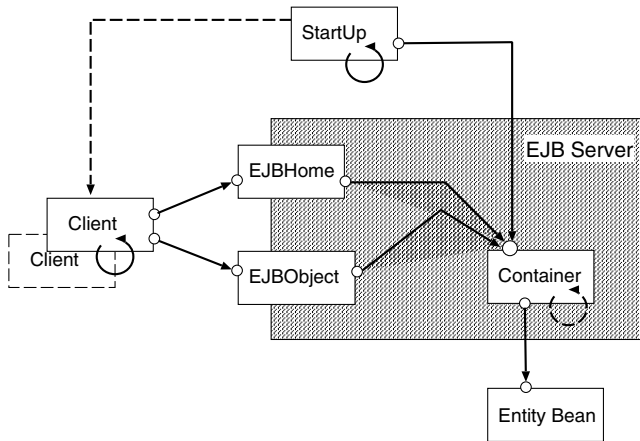 StartUp
EJB Server
EJBHome
Client
Client
EJBObject
Container
Entity Bean